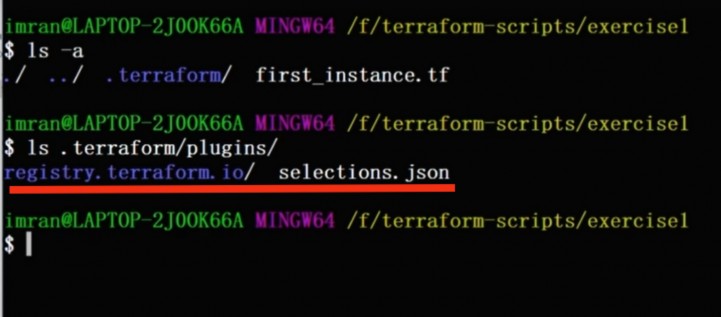 imran@LAPTOP-2JOOK66A MINGW64 /f/terraform-scripts/exercise1
$ ls -a
./  ../  .terraform/  first_instance.tf
imran@LAPTOP-2JOOK66A MINGW64 /f/terraform-scripts/exercise1
$ ls .terraform/plugins/
registry.terraform.io/  selections.json
imran@LAPTOP-2JOOK66A MINGW64 /f/terraform-scripts/exercise1
$